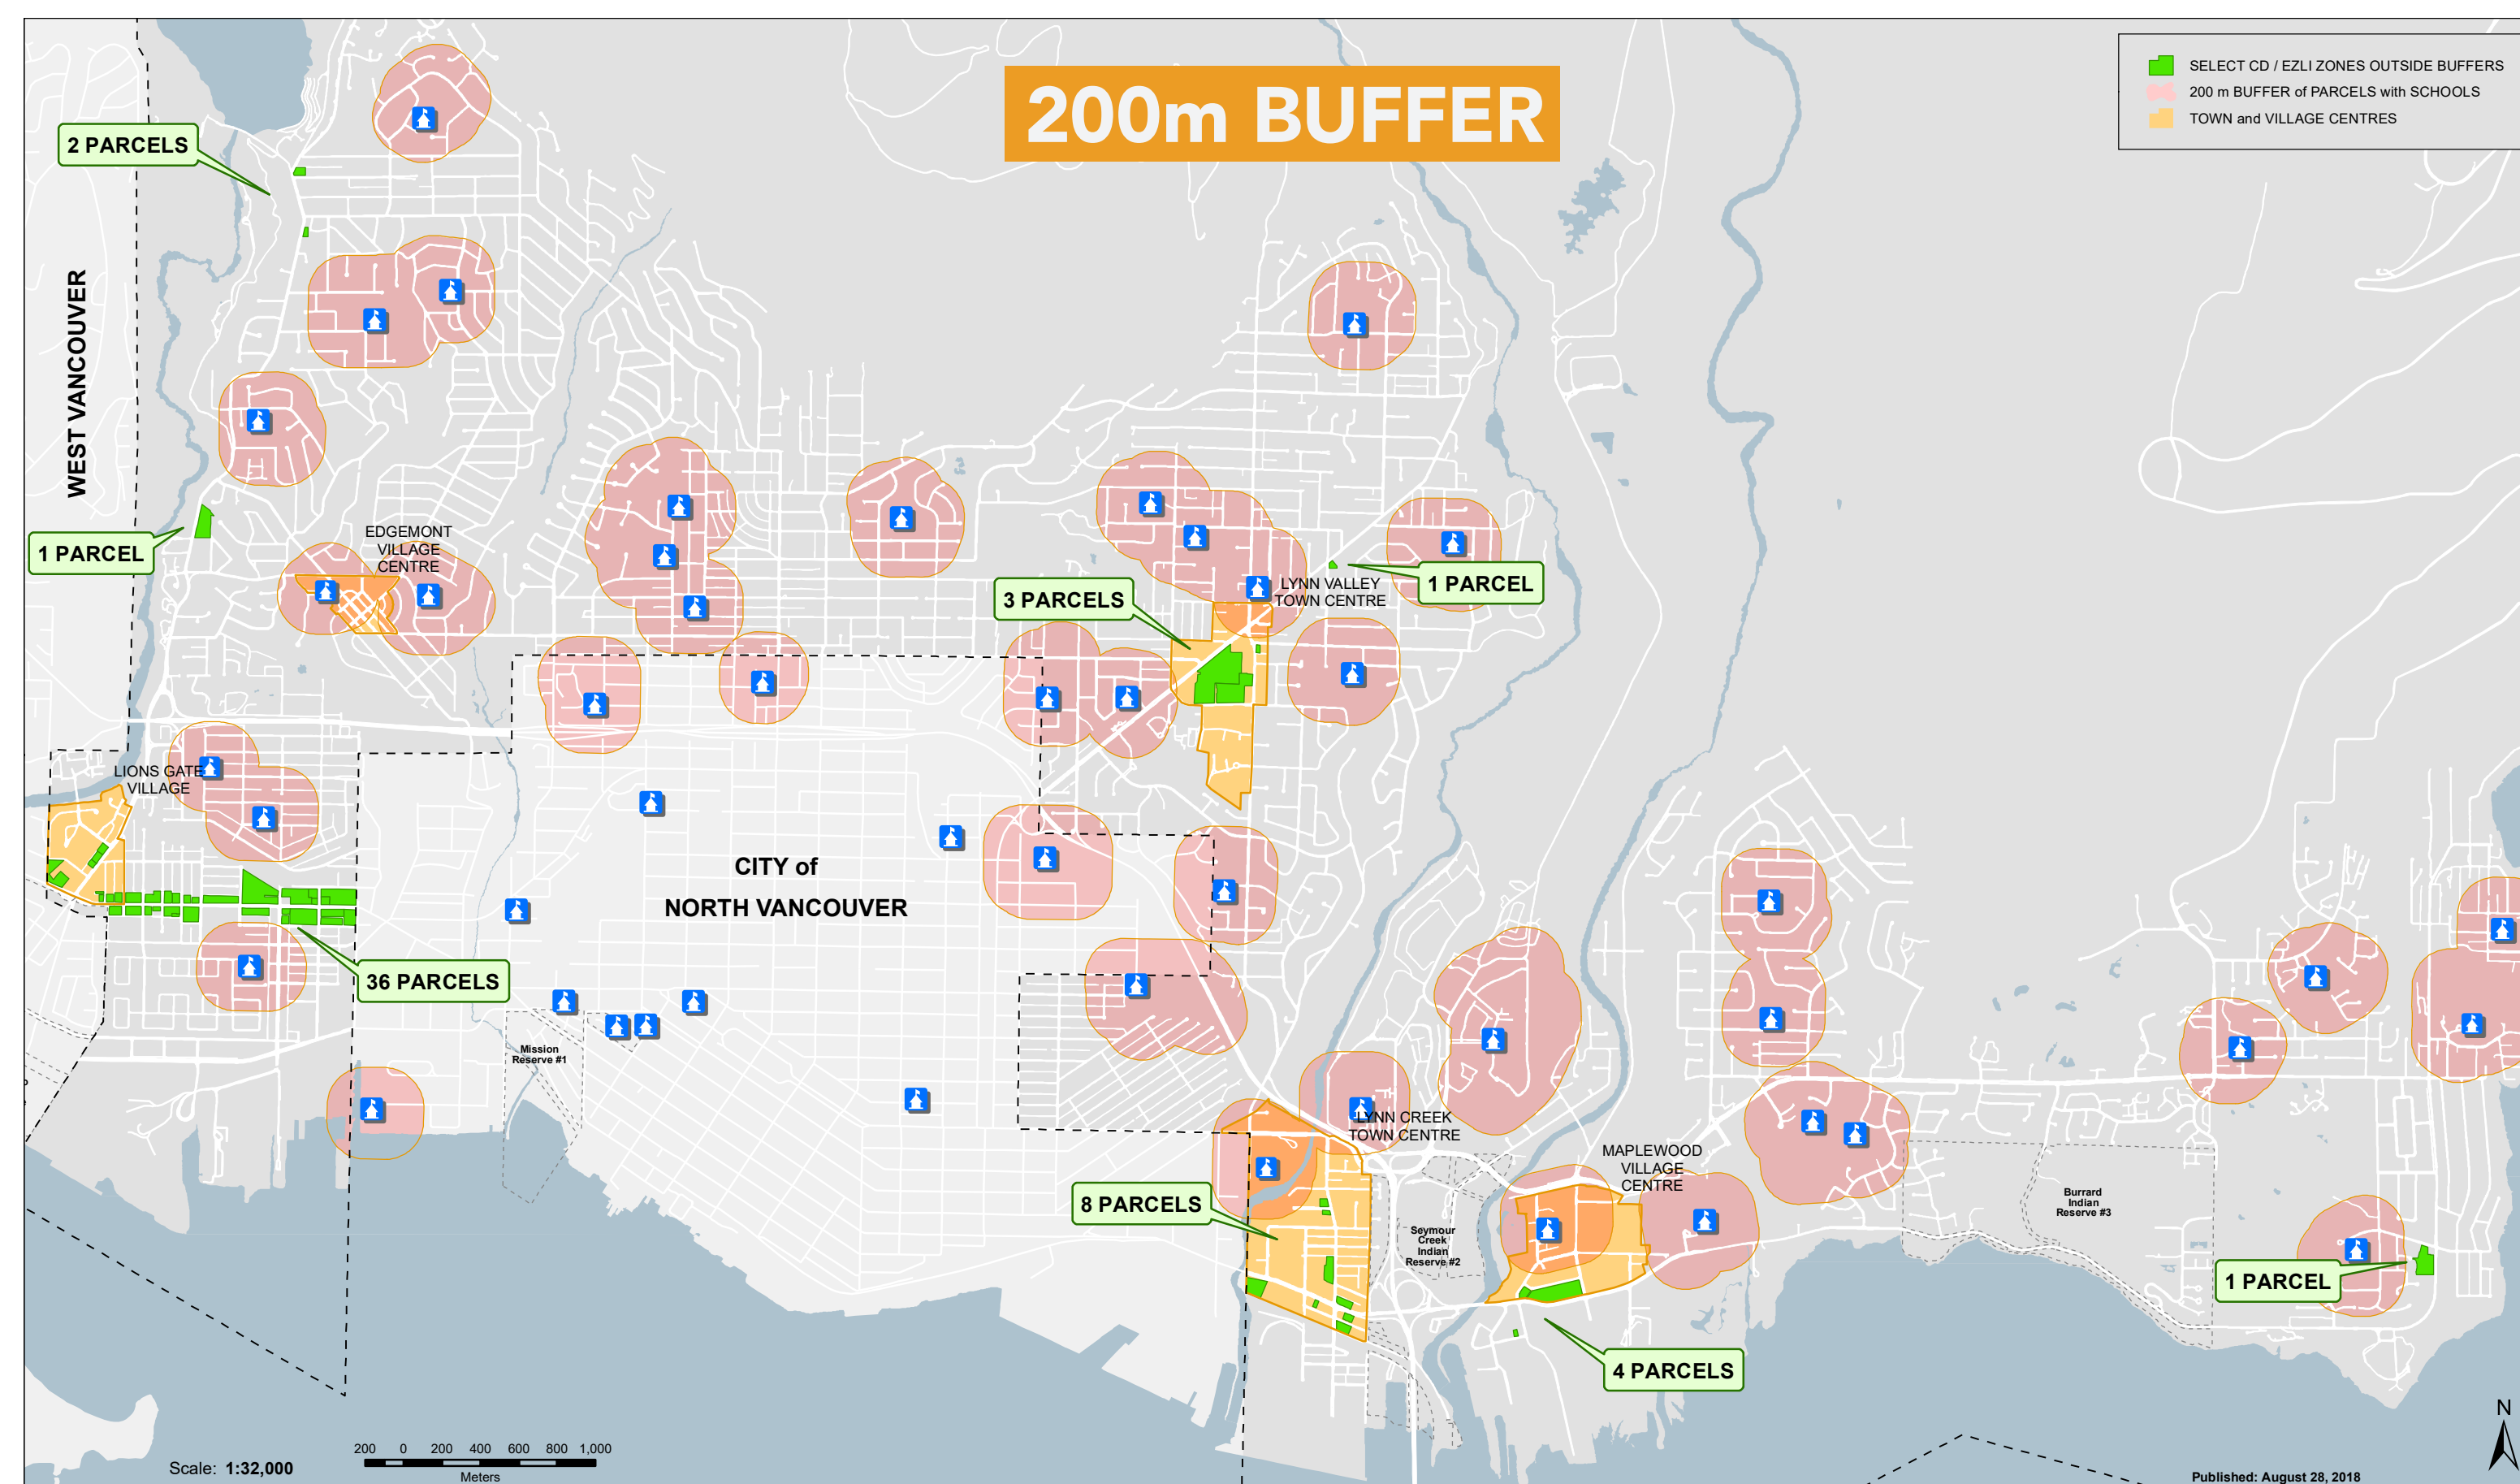 200m BUFFER
SELECT CD / EZLI ZONES OUTSIDE BUFFERS
200 m BUFFER of PARCELS with SCHOOLS
TOWN and VILLAGE CENTRES
2 PARCELS
WEST VANCOUVER
1 PARCEL
EDGEMONT
VILLAGE
CENTRE
3 PARCELS
LYNN VALLEY
TOWN CENTRE
1 PARCEL
LIONS GATE
VILLAGE
CITY of
NORTH VANCOUVER
36 PARCELS
Mission
Reserve #1
LYNN CREEK
TOWN CENTRE
MAPLEWOOD
VILLAGE
CENTRE
8 PARCELS
Seymour
Creek
Indian
Reserve #2
Burrard
Indian
Reserve #3
1 PARCEL
4 PARCELS
N
Scale: 1:32,000
200 0 200 400 600 800 1,000
Meters
Published: August 28, 2018